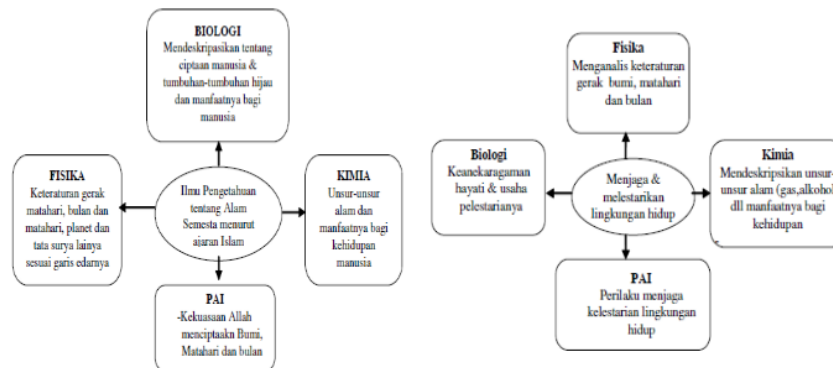 BIOLOGI
Mendeskripasikan tentang
ciptaan manusia &
tumbuhan-tumbuhan hijau
dan manfaatnya bagi
manusia
FISIKA
Keteraturan gerak
matahari, bulan dan
matahari, planet dan
tata surya lainya
sesuai garis edarnya
Ilmu Pengetahuan
tentang Alam
Semesta menurut
ajaran Islam
KIMIA
Unsur-unsur
alam dan
manfaatnya bagi
kehidupan
manusia
PAI
-Kekuasaan Allah
menciptaakn Bumi,
Matahari dan bulan
Fisika
Menganalis keteraturan
gerak bumi, matahari
dan bulan
Biologi
Keanekaragaman
hayati & usaha
pelestarianya
Menjaga &
melestarikan
lingkungan hidup
Kimia
Mendeskripsikan unsur-
unsur alam (gas,alkohol
dll manfaatnya bagi
kehidupan
PAI
Perilaku menjaga
kelestarian lingkungan
hidup